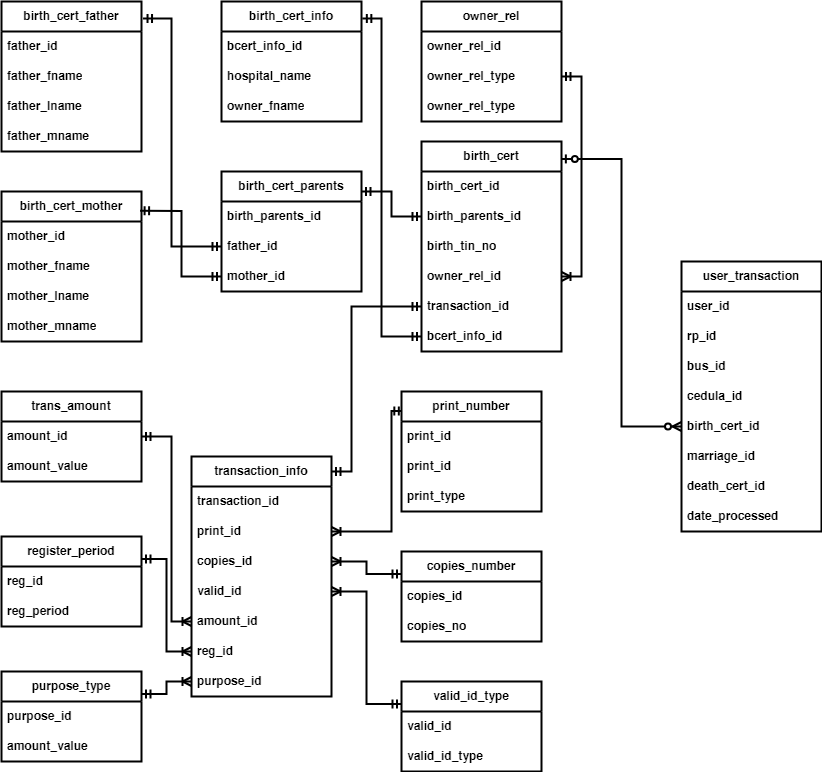 birth_cert_father
father_id
father_fname
father_lname
father_mname
birth_cert_info
bcert_info_id
hospital_name
owner_fname
owner_rel
owner_rel_id
owner_rel_type
owner_rel_type
birth_cert_mother
mother_id
mother_fname
mother_lname
mother_mname
birth_cert_parents
birth_parents_id
father_id
mother_id
birth_cert
birth_cert_id
birth_parents_id
birth_tin_no
owner_rel_id
transaction_id
bcert_info_id
user_transaction
user_id
rp_id
bus_id
cedula_id
birth_cert_id
marriage_id
death_cert_id
date_processed
trans_amount
amount_id
amount_value
register_period
reg_id
reg_period
purpose_type
purpose_id
amount_value
transaction_info
transaction_id
print_id
copies_id
valid_id
amount_id
reg_id
purpose_id
print_number
print_id
print_id
print_type
copies_number
copies_id
copies_no
valid_id_type
valid_id
valid_id_type